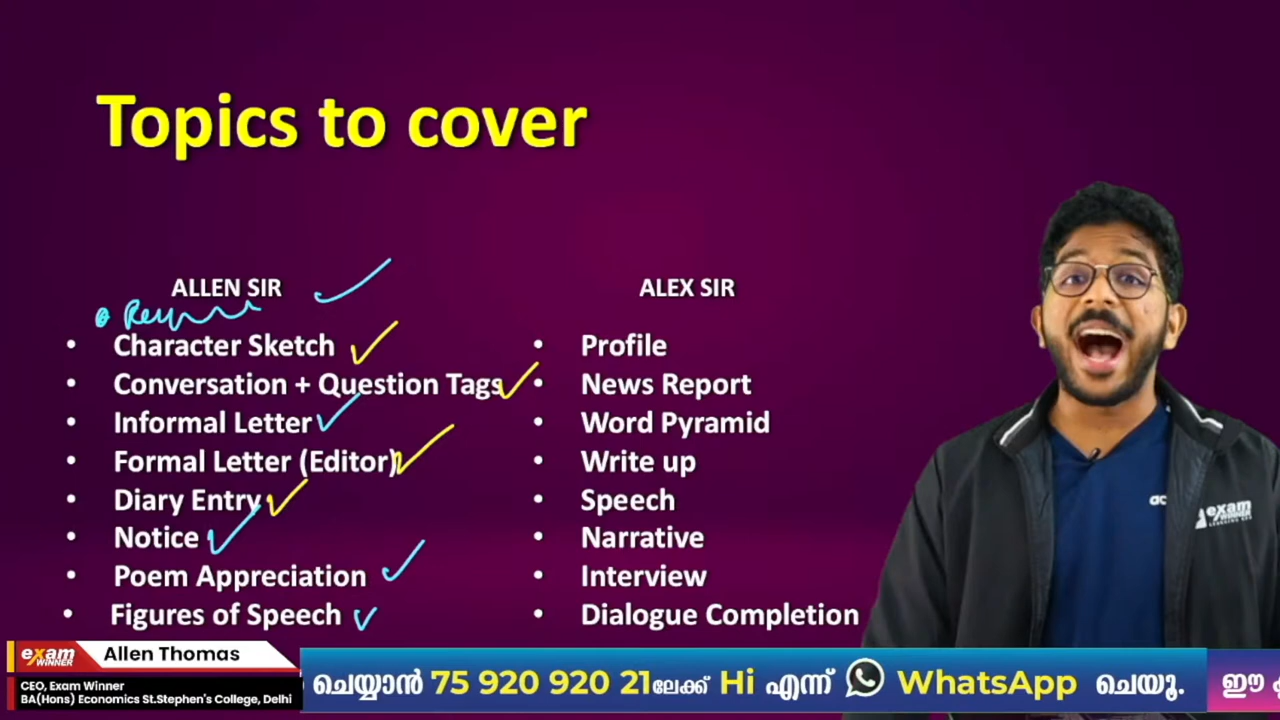 Topics to cover
ALLEN SIR
• Character Sketch
• Conversation + Question Tags
• Informal Letter
• Formal Letter (Editor)
• Diary Entry
• Notice
• Poem Appreciation
• Figures of Speech
ALEX SIR
• Profile
• News Report
• Word Pyramid
• Write up
• Speech
• Narrative
• Interview
• Dialogue Completion
ac
exam
WINNER
exam
WINNER
Allen Thomas
CEO, Exam Winner
BA(Hons) Economics St.Stephen's College, Delhi
ചെയ്യാൻ 75 920 920 21ലേക്ക് Hi എന്ന് WhatsApp ചെയൂ.
ഈ